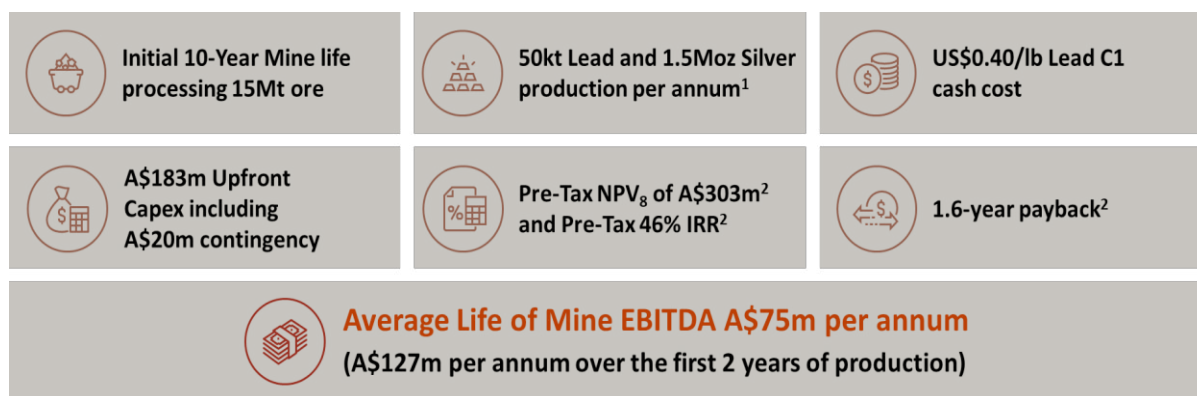 Initial 10-Year Mine life
processing 15Mt ore
50kt Lead and 1.5Moz Silver
production per annum¹
US$0.40/lb Lead C1
cash cost
A$183m Upfront
Capex including
A$20m contingency
Pre-Tax NPV₈ of A$303m²
and Pre-Tax 46% IRR²
1.6-year payback²
Average Life of Mine EBITDA A$75m per annum
(A$127m per annum over the first 2 years of production)